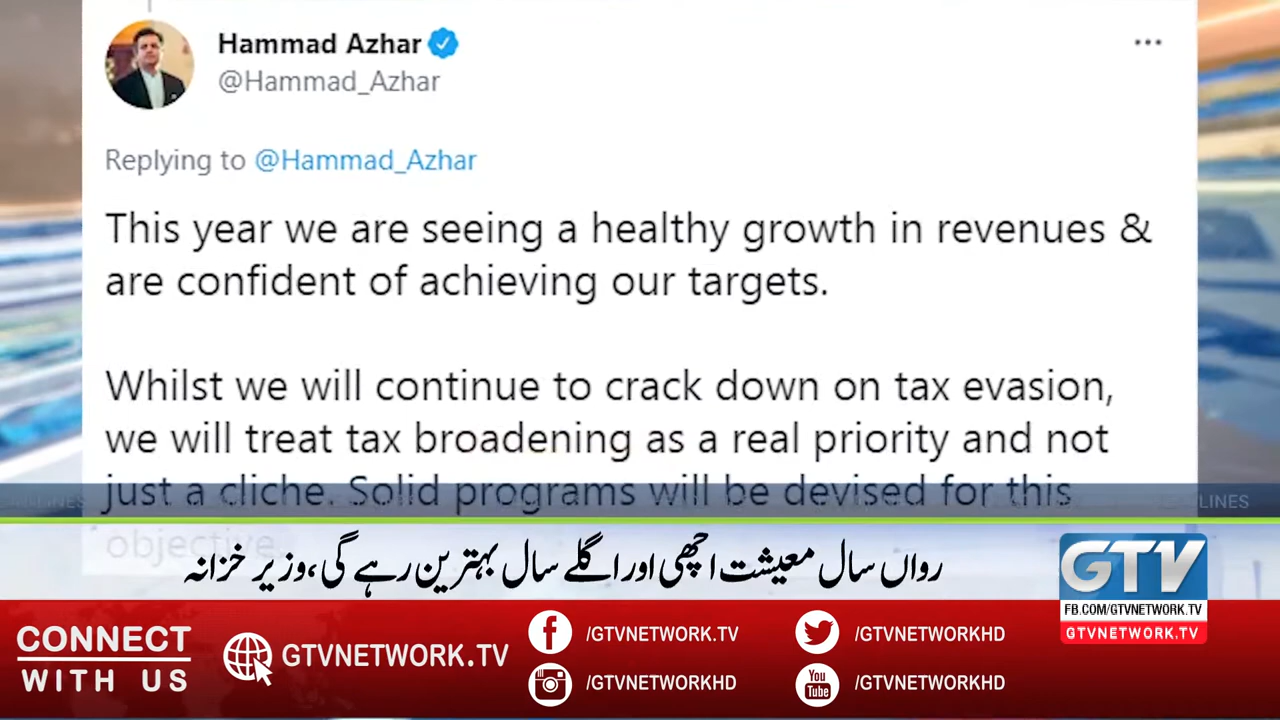 Hammad Azhar
@Hammad_Azhar
Replying to @Hammad_Azhar
This year we are seeing a healthy growth in revenues &
are confident of achieving our targets.
Whilst we will continue to crack down on tax evasion,
we will treat tax broadening as a real priority and not
just a cliche. Solid programs will be devised for this
objective.
رواں سال معیشت اچھی اور اگلے سال بہترین رہے گی، وزیر خزانہ
GTV
FB.COM/GTVNETWORK.TV
GTVNETWORK.TV
CONNECT
WITH US
GTVNETWORK.TV
/GTVNETWORK.TV
/GTVNETWORKHD
/GTVNETWORKHD
You
Tube
/GTVNETWORKHD